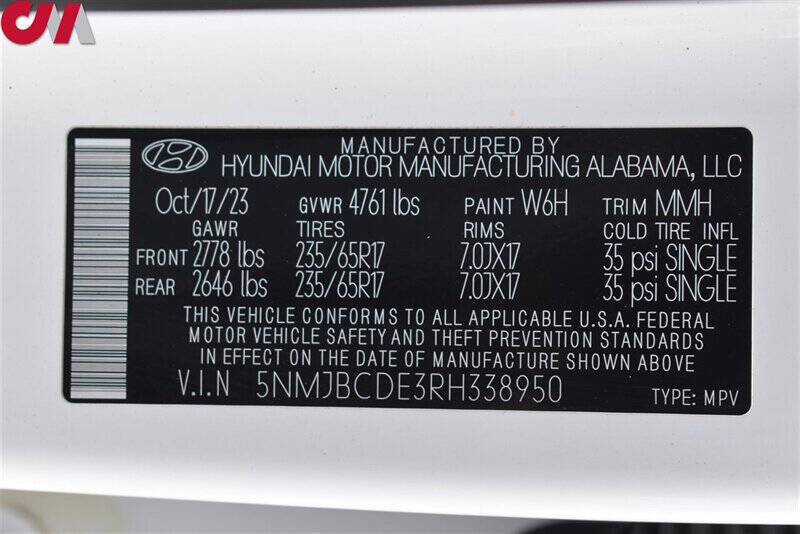 MANUFACTURED BY
HYUNDAI MOTOR MANUFACTURING ALABAMA, LLC
Oct/17/23 GVWR 4761 lbs PAINT W6H TRIM MMH
GAWR TIRES RIMS COLD TIRE INFL
FRONT 2778 lbs 235/65R17 7.0JX17 35 psi SINGLE
REAR 2646 lbs 235/65R17 7.0JX17 35 psi SINGLE
THIS VEHICLE CONFORMS TO ALL APPLICABLE U.S.A. FEDERAL
MOTOR VEHICLE SAFETY AND THEFT PREVENTION STANDARDS
IN EFFECT ON THE DATE OF MANUFACTURE SHOWN ABOVE
V.I.N 5NMJBCDE3RH338950 TYPE: MPV